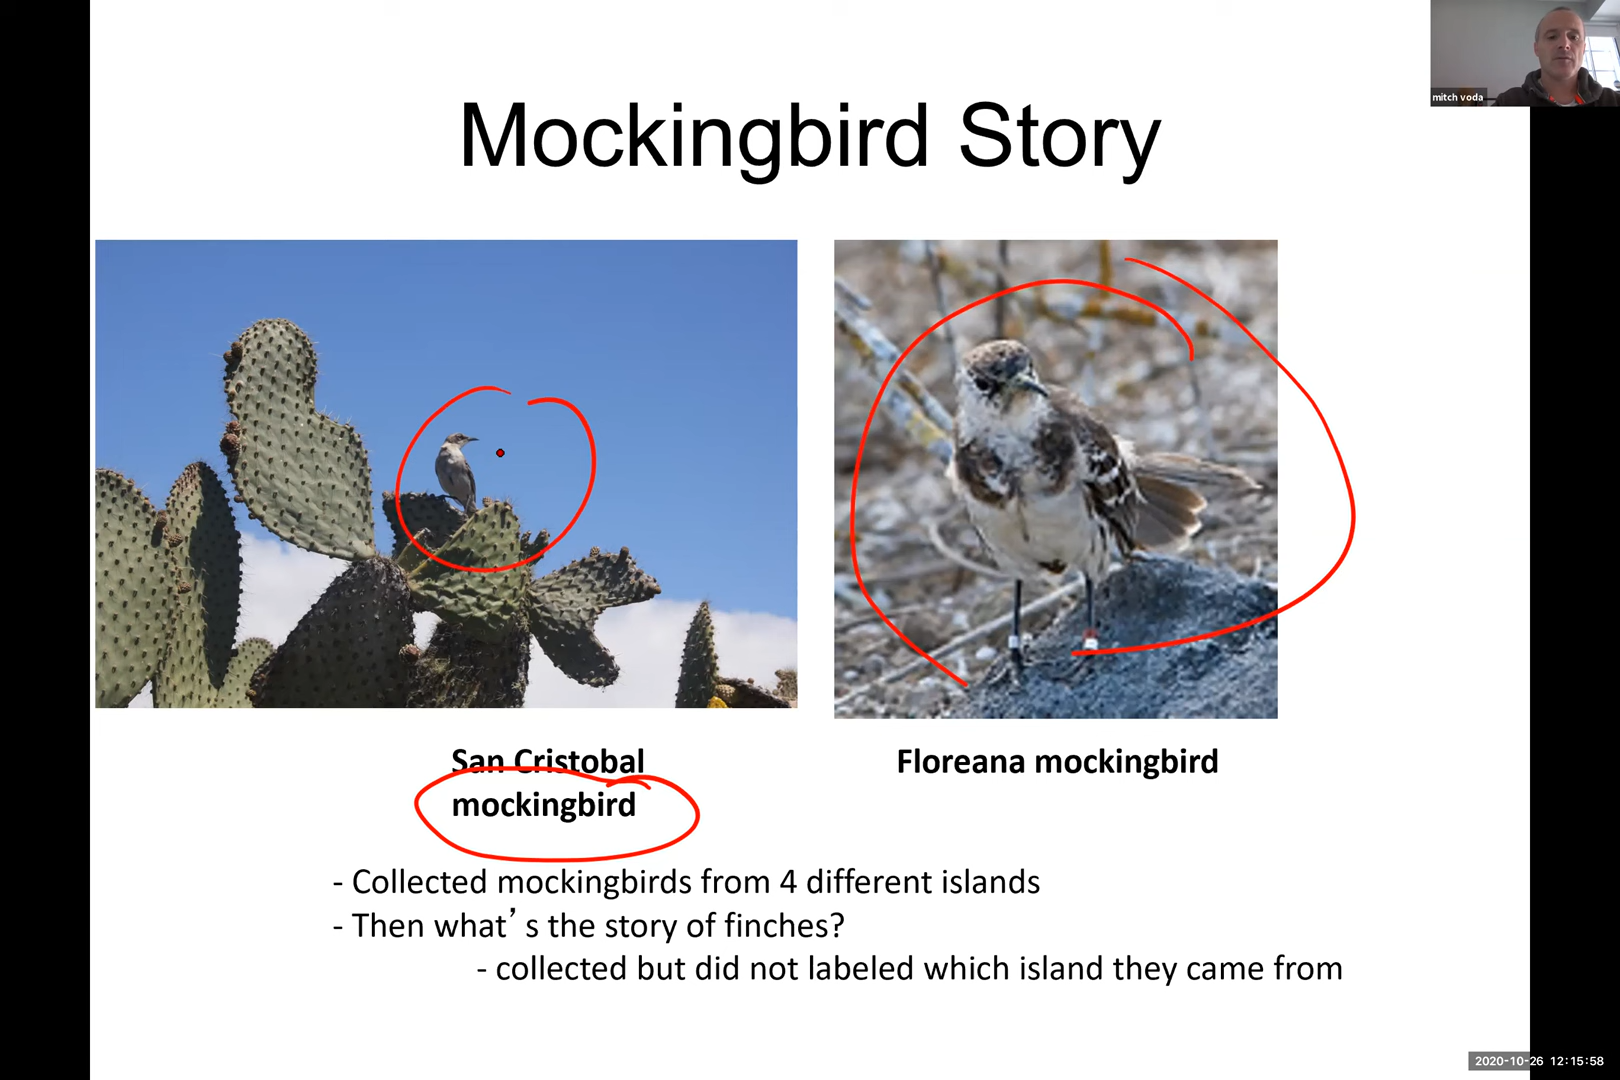 mitch voda
Mockingbird Story
San Cristobal
mockingbird
Floreana mockingbird
- Collected mockingbirds from 4 different islands
- Then what’s the story of finches?
- collected but did not labeled which island they came from
2020-10-26 12:15:58